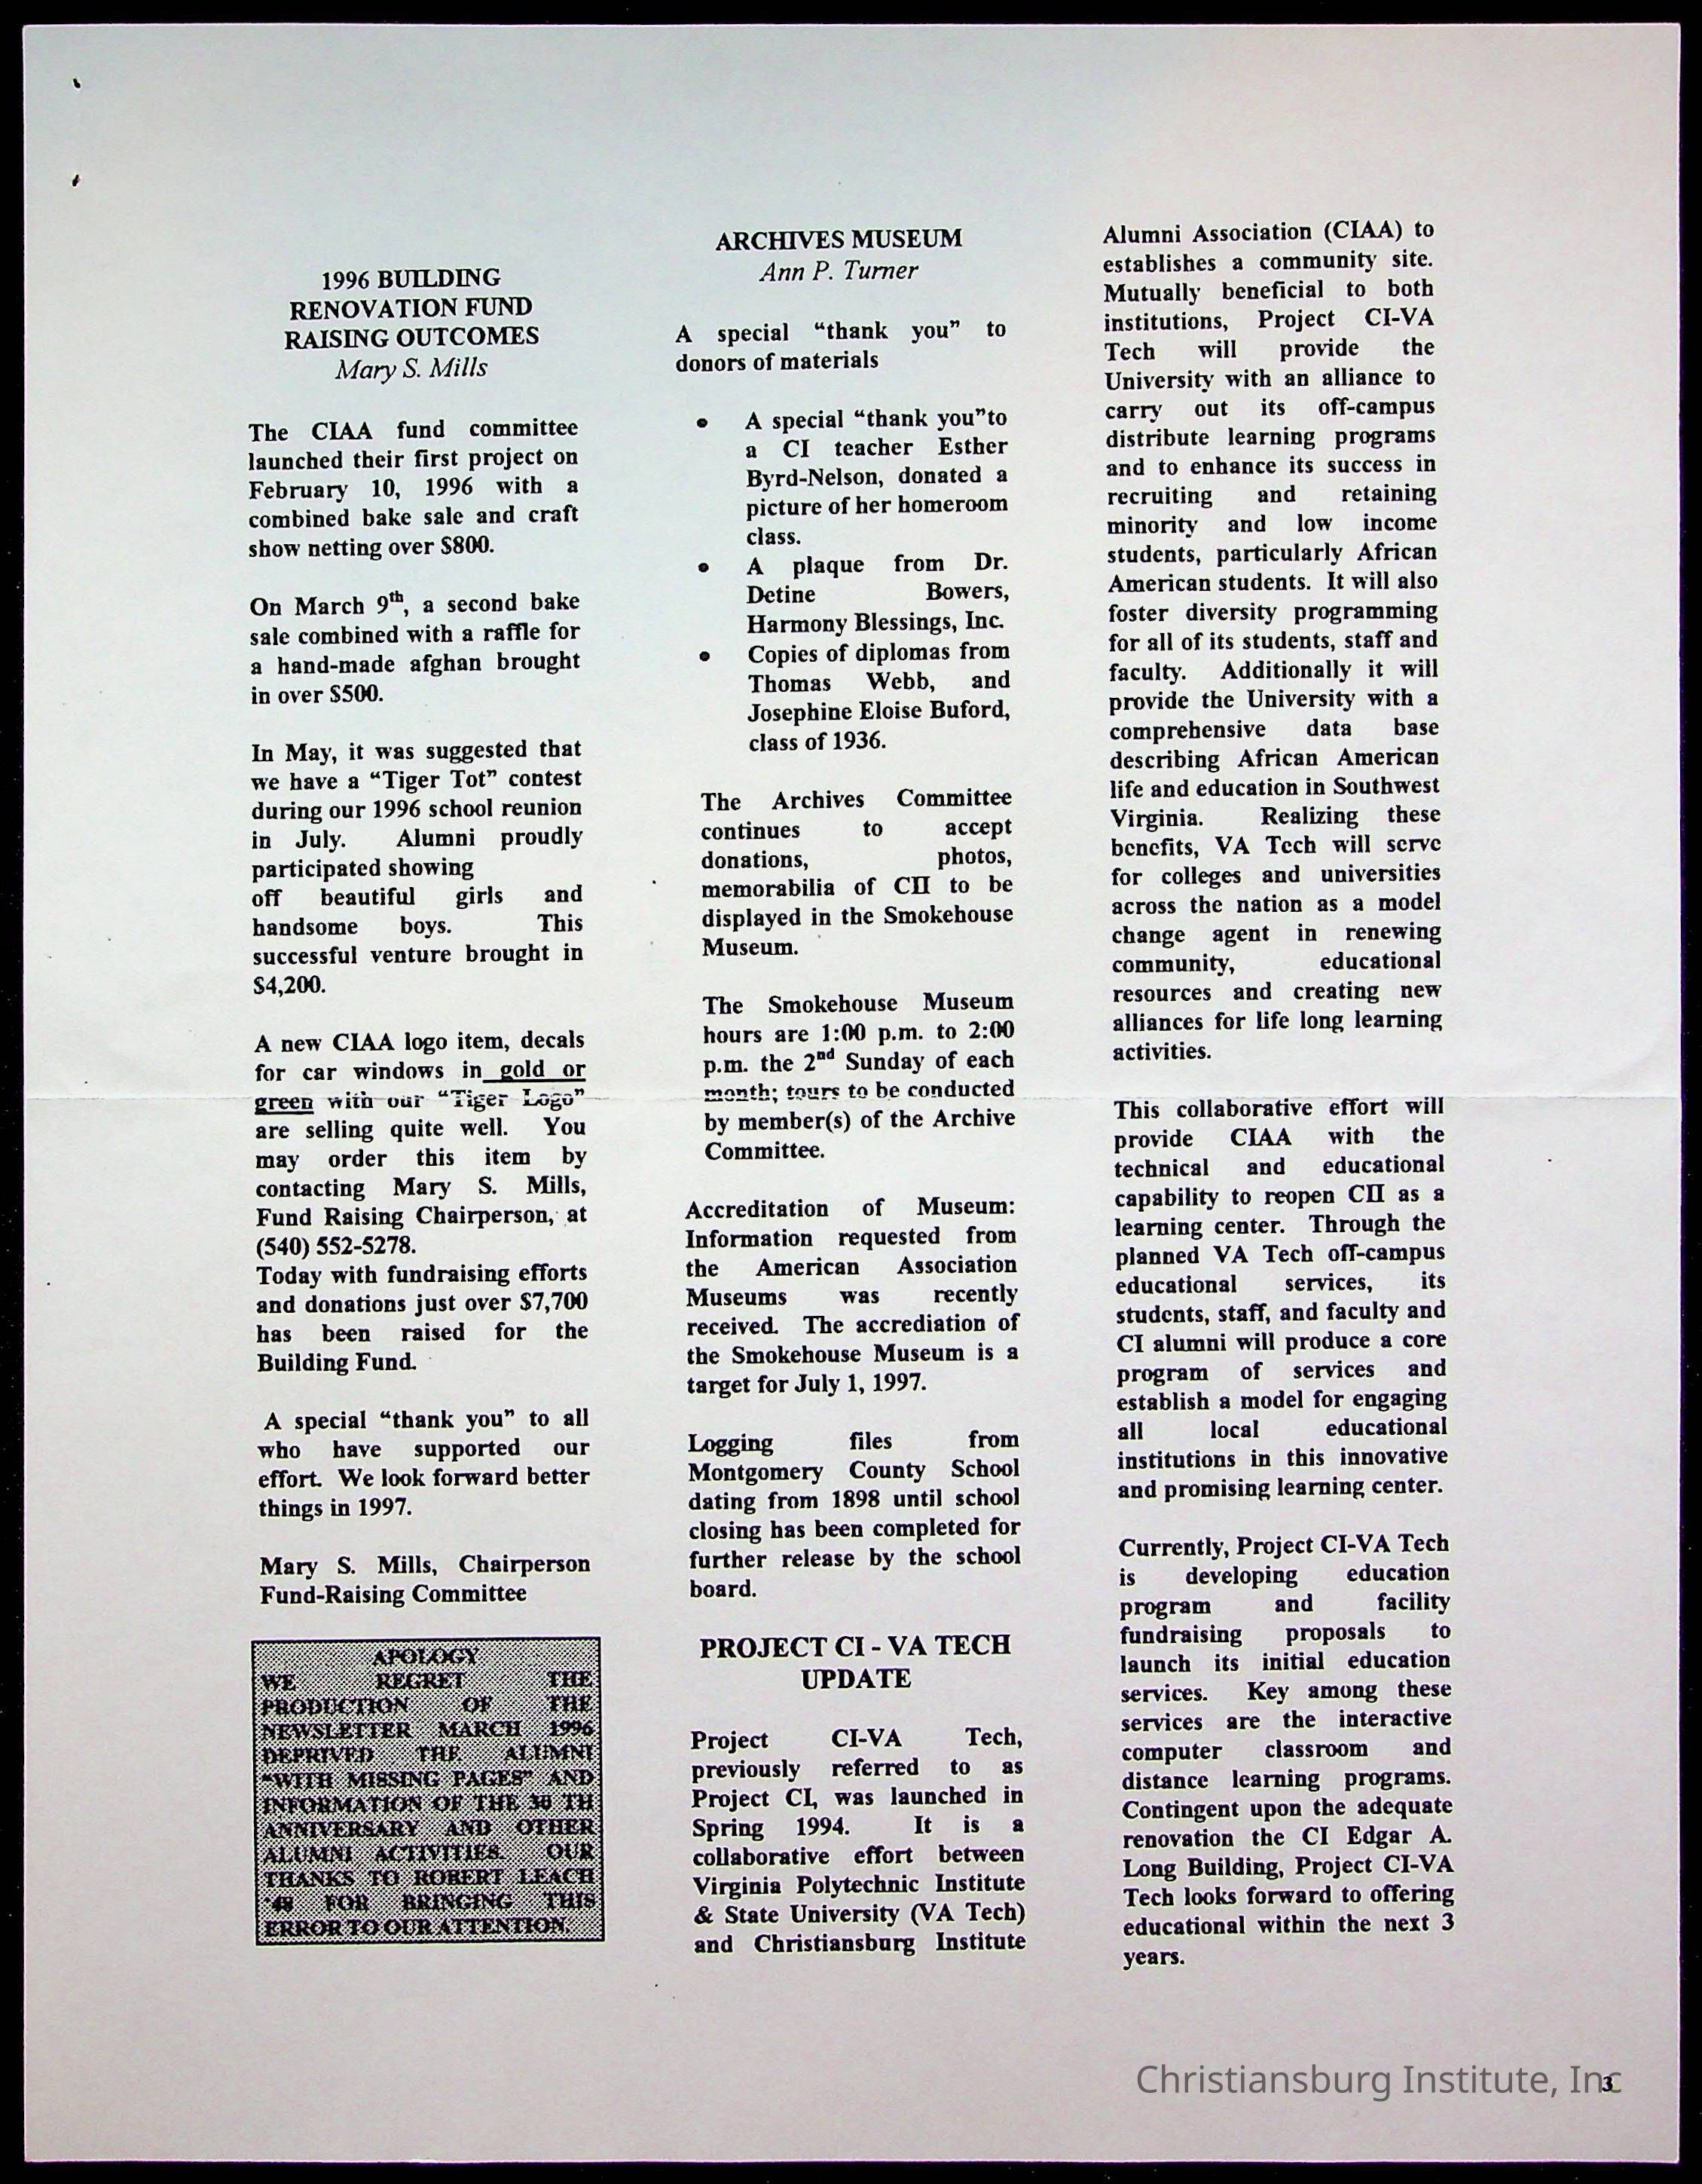 1996 BUILDING
RENOVATION FUND
RAISING OUTCOMES
Mary S. Mills
The CIAA fund committee
launched their first project on
February 10, 1996 with a
combined bake sale and craft
show netting over $800.
On March 9th, a second bake
sale combined with a raffle for
a hand-made afghan brought
in over $500.
In May, it was suggested that
we have a “Tiger Tot” contest
during our 1996 school reunion
in July. Alumni proudly
participated showing
off beautiful girls and
handsome boys. This
successful venture brought in
$4,200.
A new CIAA logo item, decals
for car windows in gold or
green with our “Tiger Logo”
are selling quite well. You
may order this item by
contacting Mary S. Mills,
Fund Raising Chairperson, at
(540) 552-5278.
Today with fundraising efforts
and donations just over $7,700
has been raised for the
Building Fund.
A special “thank you” to all
who have supported our
effort. We look forward better
things in 1997.
Mary S. Mills, Chairperson
Fund-Raising Committee
APOLOGY
WE REGRET THE
PRODUCTION OF THE
NEWSLETTER MARCH 1996
DEPRIVED THE ALUMNI
“WITH MISSING PAGES” AND
INFORMATION OF THE 30 TH
ANNIVERSARY AND OTHER
ALUMNI ACTIVITIES. OUR
THANKS TO ROBERT LEACH
‘48 FOR BRINGING THIS
ERROR TO OUR ATTENTION.
ARCHIVES MUSEUM
Ann P. Turner
A special “thank you” to
donors of materials
• A special “thank you”to
a CI teacher Esther
Byrd-Nelson, donated a
picture of her homeroom
class.
• A plaque from Dr.
Detine Bowers,
Harmony Blessings, Inc.
• Copies of diplomas from
Thomas Webb, and
Josephine Eloise Buford,
class of 1936.
The Archives Committee
continues to accept
donations, photos,
memorabilia of CII to be
displayed in the Smokehouse
Museum.
The Smokehouse Museum
hours are 1:00 p.m. to 2:00
p.m. the 2nd Sunday of each
month; tours to be conducted
by member(s) of the Archive
Committee.
Accreditation of Museum:
Information requested from
the American Association
Museums was recently
received. The accrediation of
the Smokehouse Museum is a
target for July 1, 1997.
Logging files from
Montgomery County School
dating from 1898 until school
closing has been completed for
further release by the school
board.
PROJECT CI - VA TECH
UPDATE
Project CI-VA Tech,
previously referred to as
Project CI, was launched in
Spring 1994. It is a
collaborative effort between
Virginia Polytechnic Institute
& State University (VA Tech)
and Christiansburg Institute
Alumni Association (CIAA) to
establishes a community site.
Mutually beneficial to both
institutions, Project CI-VA
Tech will provide the
University with an alliance to
carry out its off-campus
distribute learning programs
and to enhance its success in
recruiting and retaining
minority and low income
students, particularly African
American students. It will also
foster diversity programming
for all of its students, staff and
faculty. Additionally it will
provide the University with a
comprehensive data base
describing African American
life and education in Southwest
Virginia. Realizing these
benefits, VA Tech will serve
for colleges and universities
across the nation as a model
change agent in renewing
community, educational
resources and creating new
alliances for life long learning
activities.
This collaborative effort will
provide CIAA with the
technical and educational
capability to reopen CII as a
learning center. Through the
planned VA Tech off-campus
educational services, its
students, staff, and faculty and
CI alumni will produce a core
program of services and
establish a model for engaging
all local educational
institutions in this innovative
and promising learning center.
Currently, Project CI-VA Tech
is developing education
program and facility
fundraising proposals to
launch its initial education
services. Key among these
services are the interactive
computer classroom and
distance learning programs.
Contingent upon the adequate
renovation the CI Edgar A.
Long Building, Project CI-VA
Tech looks forward to offering
educational within the next 3
years.
Christiansburg Institute, Inc
3